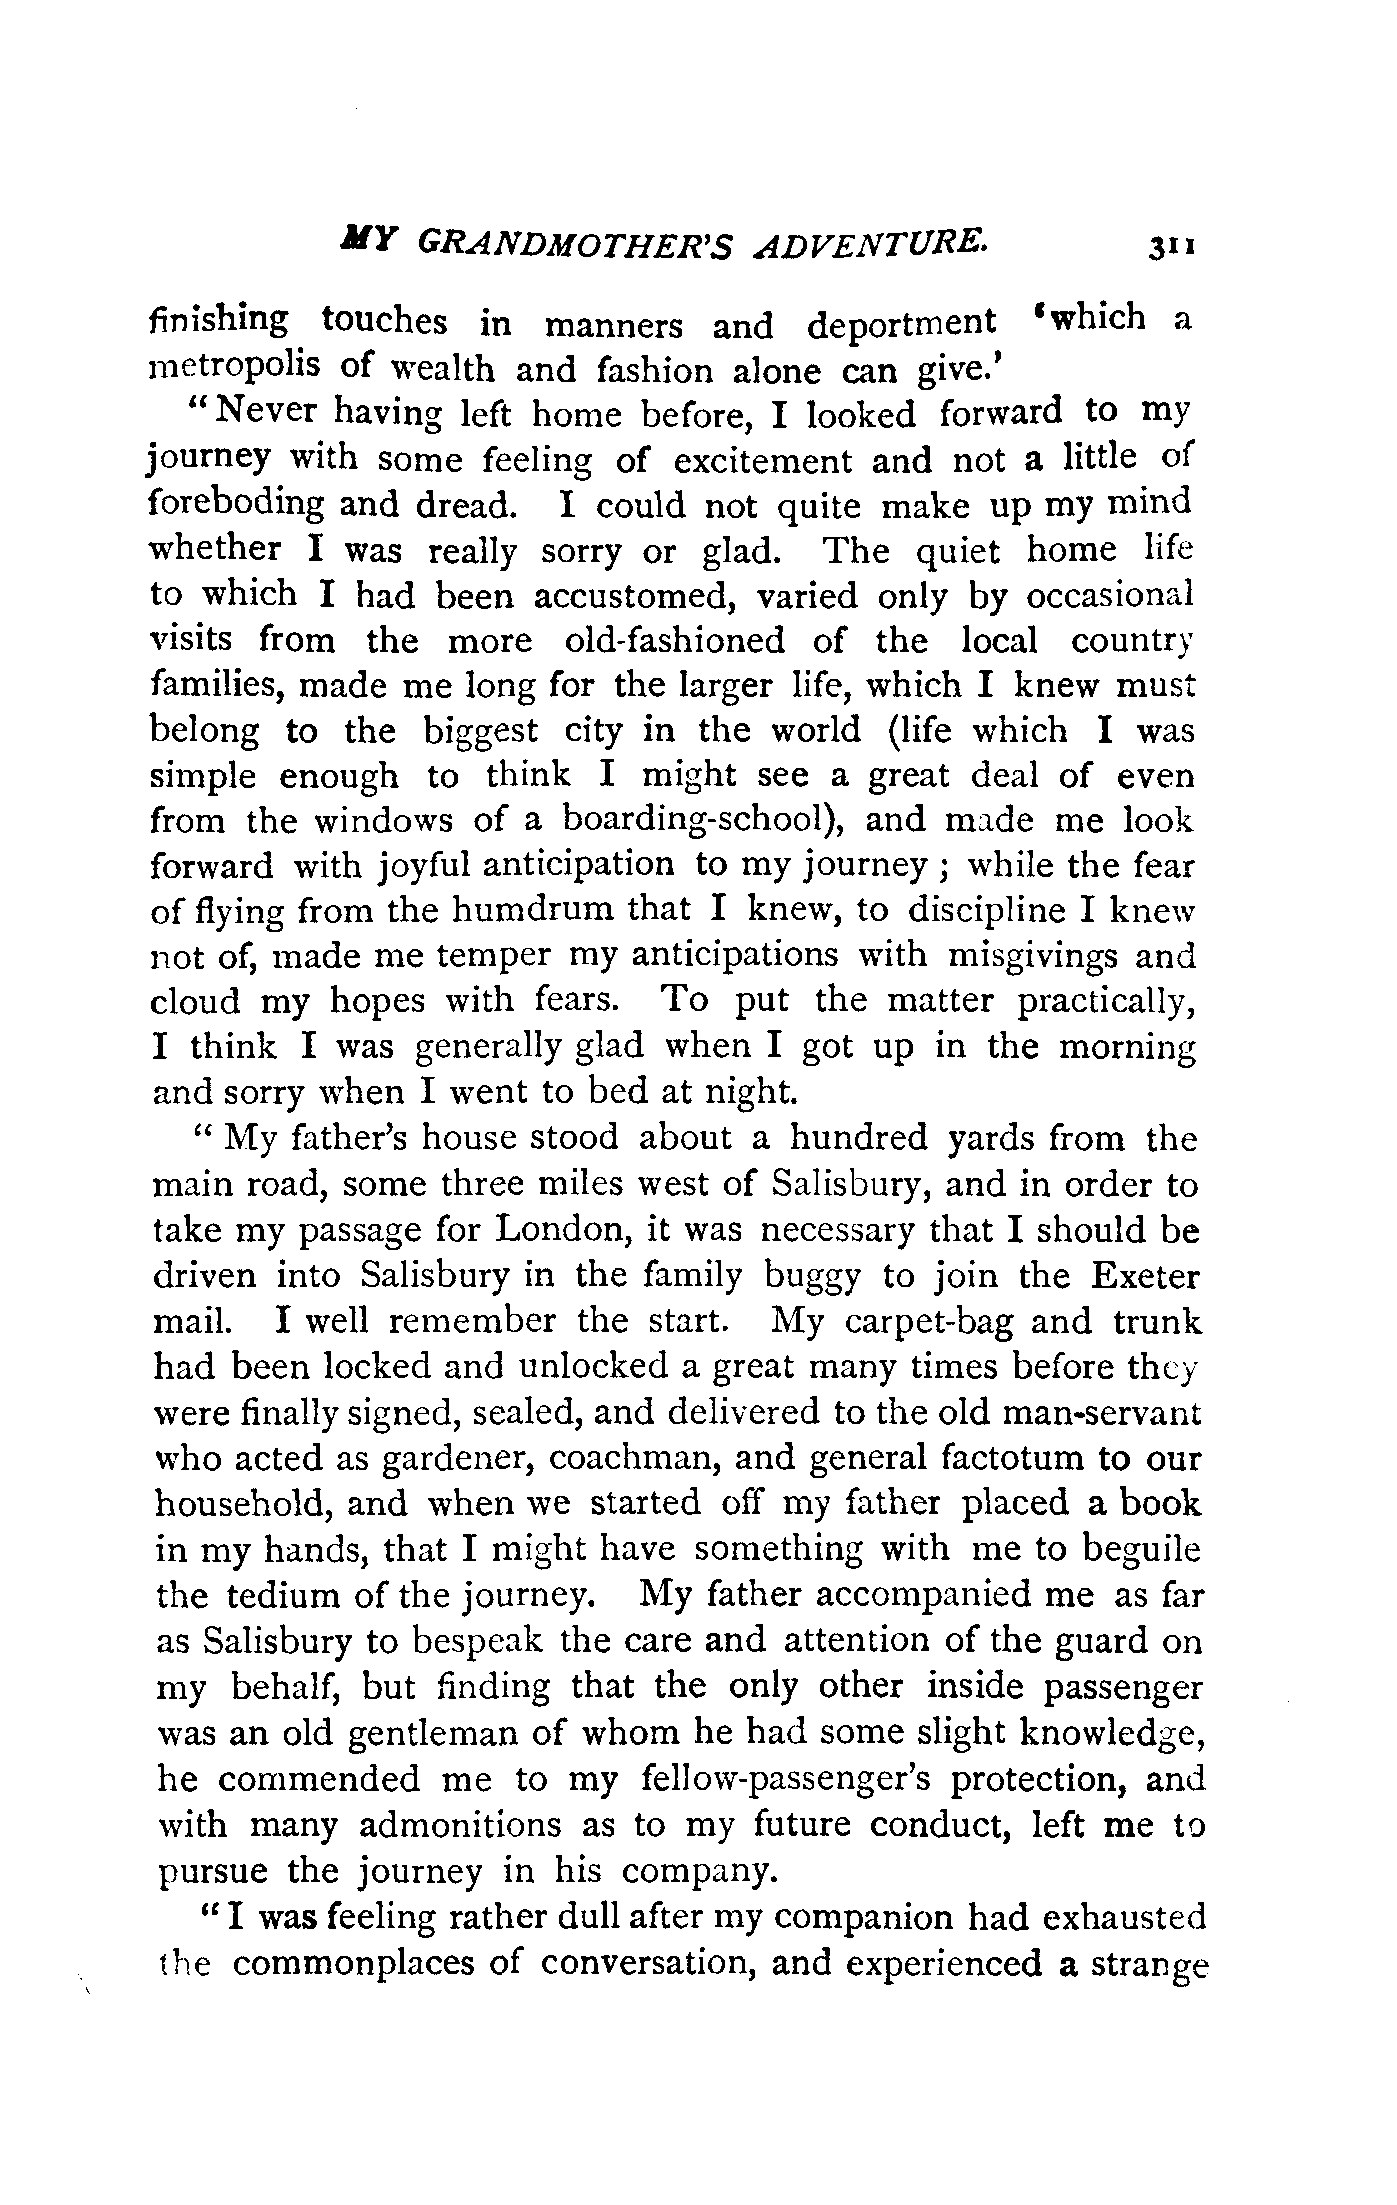 MY GRANDMOTHER'S ADVENTURE. 311
finishing touches in manners and deportment 'which a
metropolis of wealth and fashion alone can give.'
"Never having left home before, I looked forward to my
journey with some feeling of excitement and not a little of
foreboding and dread. I could not quite make up my mind
whether I was really sorry or glad. The quiet home life
to which I had been accustomed, varied only by occasional
visits from the more old-fashioned of the local country
families, made me long for the larger life, which I knew must
belong to the biggest city in the world (life which I was
simple enough to think I might see a great deal of even
from the windows of a boarding-school), and made me look
forward with joyful anticipation to my journey ; while the fear
of flying from the humdrum that I knew, to discipline I knew
not of, made me temper my anticipations with misgivings and
cloud my hopes with fears. To put the matter practically,
I think I was generally glad when I got up in the morning
and sorry when I went to bed at night.
"My father's house stood about a hundred yards from the
main road, some three miles west of Salisbury, and in order to
take my passage for London, it was necessary that I should be
driven into Salisbury in the family buggy to join the Exeter
mail. I well remember the start. My carpet-bag and trunk
had been locked and unlocked a great many times before they
were finally signed, sealed, and delivered to the old man-servant
who acted as gardener, coachman, and general factotum to our
household, and when we started off my father placed a book
in my hands, that I might have something with me to beguile
the tedium of the journey. My father accompanied me as far
as Salisbury to bespeak the care and attention of the guard on
my behalf, but finding that the only other inside passenger
was an old gentleman of whom he had some slight knowledge,
he commended me to my fellow-passenger's protection, and
with many admonitions as to my future conduct, left me to
pursue the journey in his company.
"I was feeling rather dull after my companion had exhausted
the commonplaces of conversation, and experienced a strange